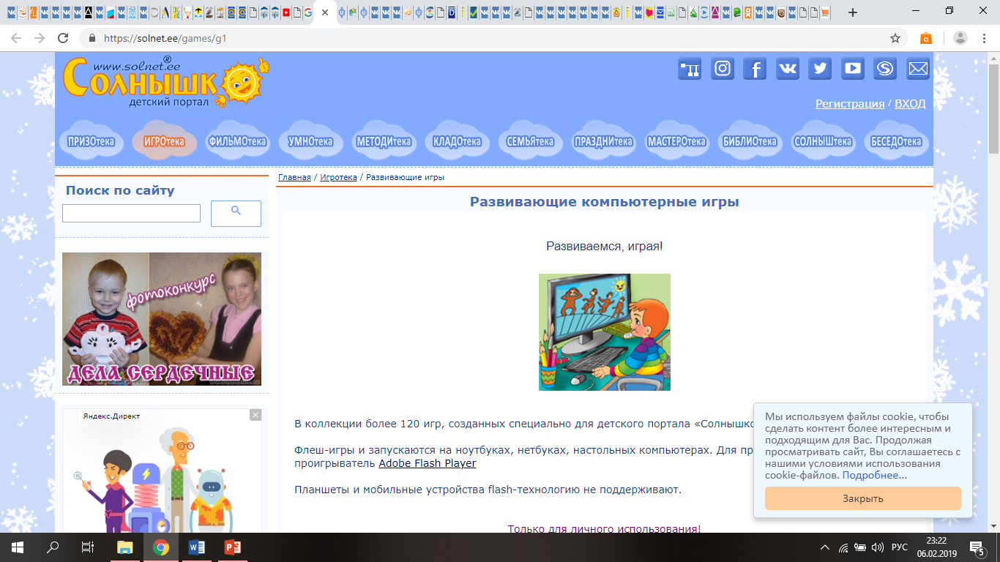 https://solnet.ee/games/g1
www.solnet.ee®
Солнышко
детский портал
Регистрация / ВХОД
ПРИЗОтека
ИГРОтека
ФИЛЬМОтека
УМНОтека
МЕТОДИтека
КЛАДОтека
СЕМЬЯтека
ПРАЗДНИтека
МАСТЕРОтека
БИБЛИОтека
СОЛНЫШтека
БЕСЕДОтека
Главная / Игротека / Развивающие игры
Поиск по сайту
Развивающие компьютерные игры
Развиваемся, играя!
фотоконкурс
ДЕЛА СЕРДЕЧНЫЕ
Яндекс.Директ
В коллекции более 120 игр, созданных специально для детского портала «Солнышко
Флеш-игры и запускаются на ноутбуках, нетбуках, настольных компьютерах. Для пр
проигрыватель Adobe Flash Player
Планшеты и мобильные устройства flash-технологию не поддерживают.
Только для личного использования!
Мы используем файлы cookie, чтобы
сделать контент более интересным и
подходящим для Вас. Продолжая
просматривать сайт, Вы соглашаетесь с
нашими условиями использования
cookie-файлов. Подробнее...
Закрыть
РУС
23:22
06.02.2019
5